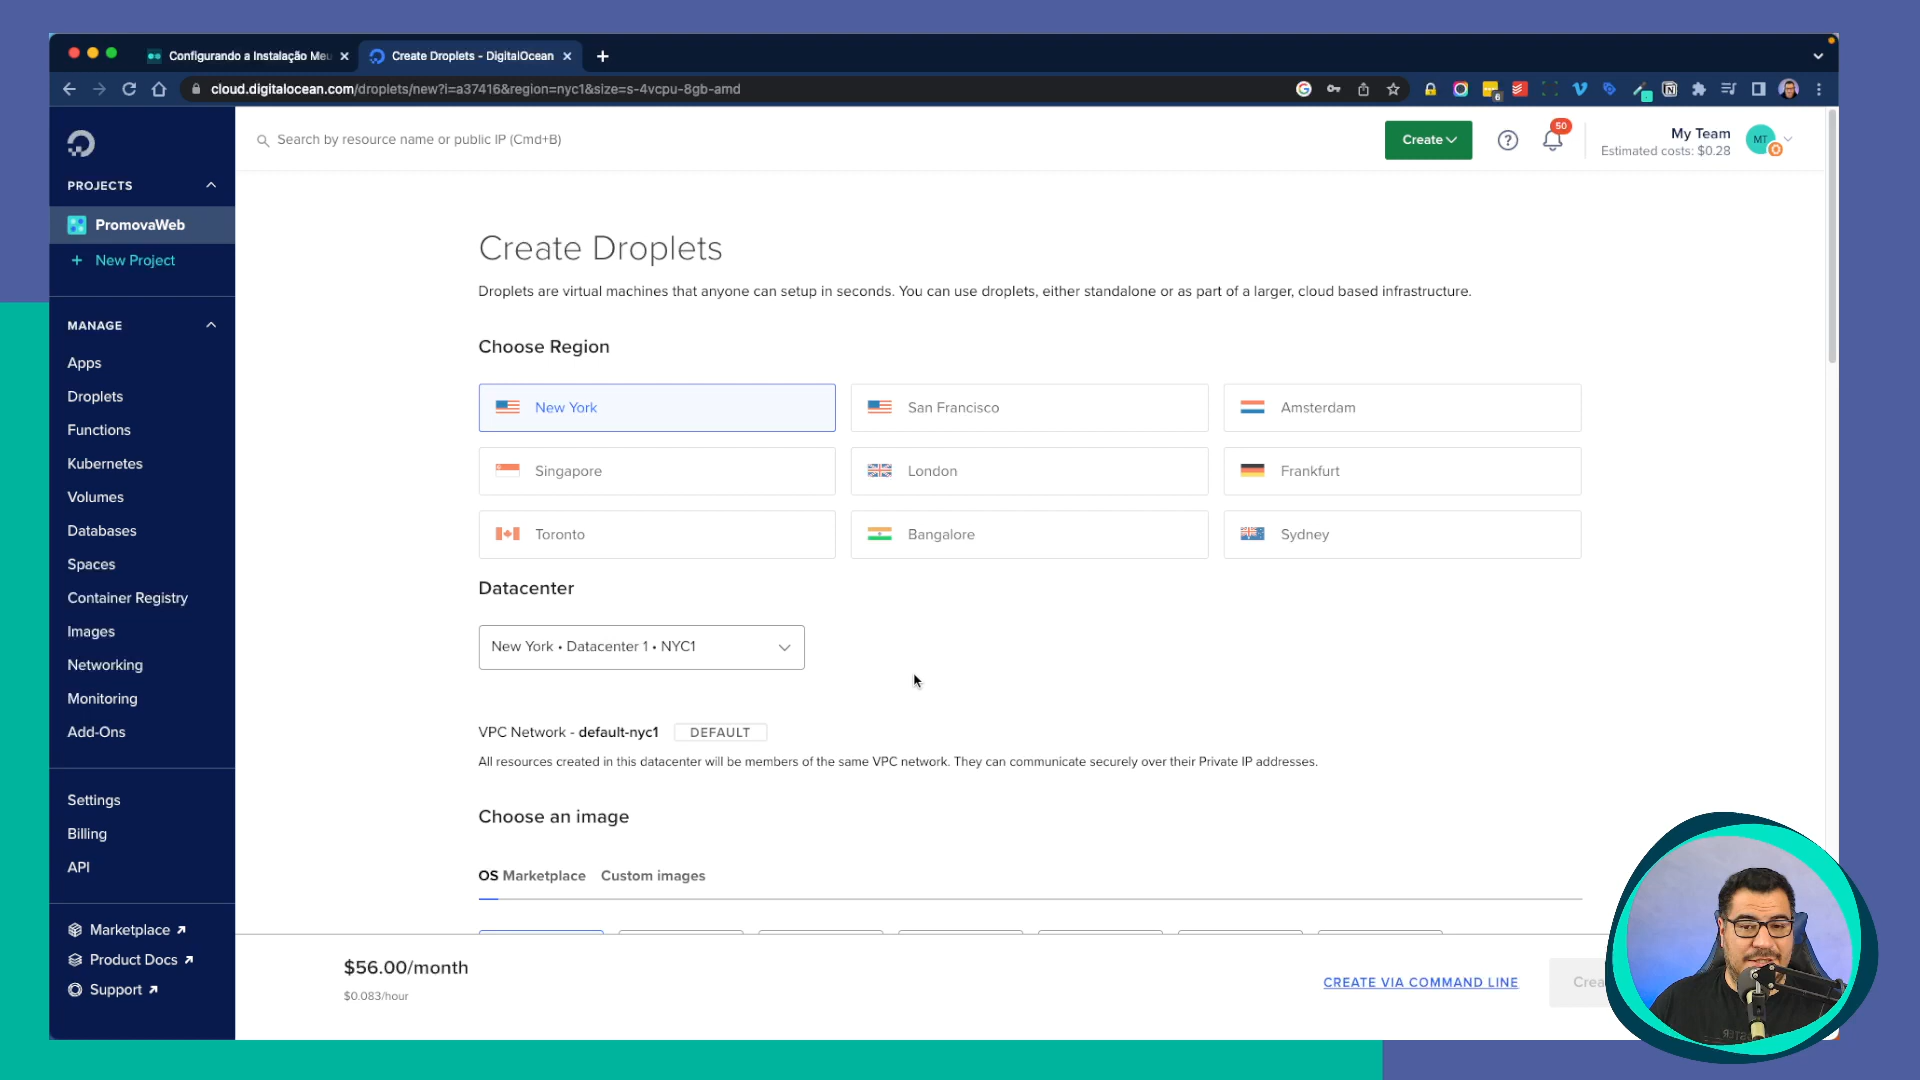 Configurando a Instalação Meu
Create Droplets - DigitalOcean
cloud.digitalocean.com/droplets/new?i=a37416&region=nyc1&size=s-4vcpu-8gb-amd
6
Search by resource name or public IP (Cmd+B)
Create
50
My Team
Estimated costs: $0.28
MT
PROJECTS
PromovaWeb
+ New Project
MANAGE
Apps
Droplets
Functions
Kubernetes
Volumes
Databases
Spaces
Container Registry
Images
Networking
Monitoring
Add-Ons
Settings
Billing
API
Marketplace
Product Docs
Support
Create Droplets
Droplets are virtual machines that anyone can setup in seconds. You can use droplets, either standalone or as part of a larger, cloud based infrastructure.
Choose Region
New York
San Francisco
Amsterdam
Singapore
London
Frankfurt
Toronto
Bangalore
Sydney
Datacenter
New York • Datacenter 1 • NYC1
VPC Network - default-nyc1 DEFAULT
All resources created in this datacenter will be members of the same VPC network. They can communicate securely over their Private IP addresses.
Choose an image
OS Marketplace Custom images
$56.00/month
$0.083/hour
CREATE VIA COMMAND LINE
Crea